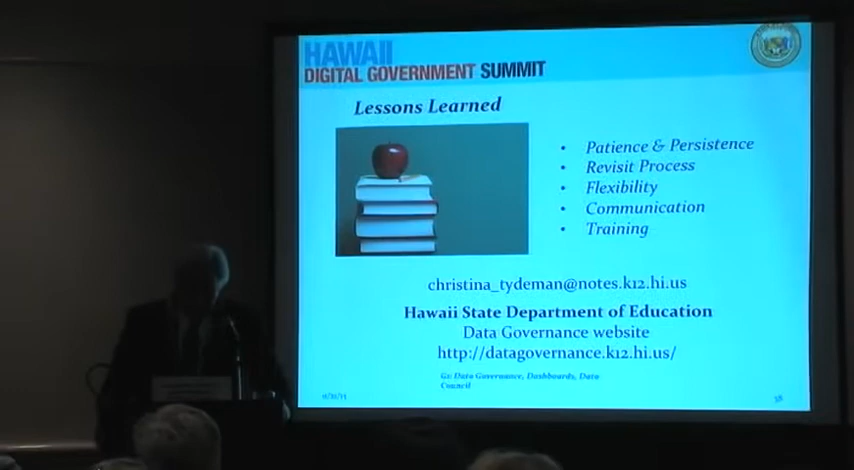 HAWAII
DIGITAL GOVERNMENT SUMMIT
Lessons Learned
• Patience & Persistence
• Revisit Process
• Flexibility
• Communication
• Training
christina_tydeman@notes.k12.hi.us
Hawaii State Department of Education
Data Governance website
http://datagovernance.k12.hi.us/
G2: Data Governance, Dashboards, Data
Council
38